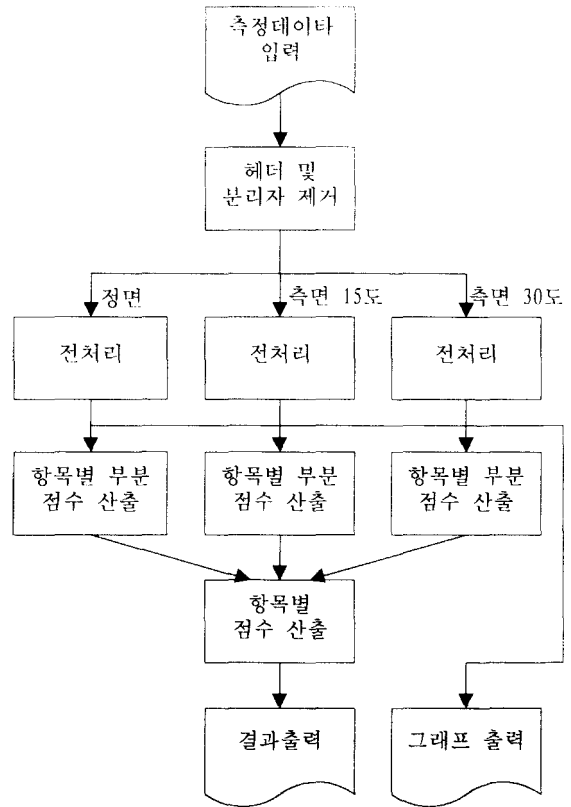 측정데이타
입력
헤더 및
분리자 제거
정면
측면 15도
측면 30도
전처리
전처리
전처리
항목별 부분
점수 산출
항목별 부분
점수 산출
항목별 부분
점수 산출
항목별
점수 산출
결과출력
그래프 출력